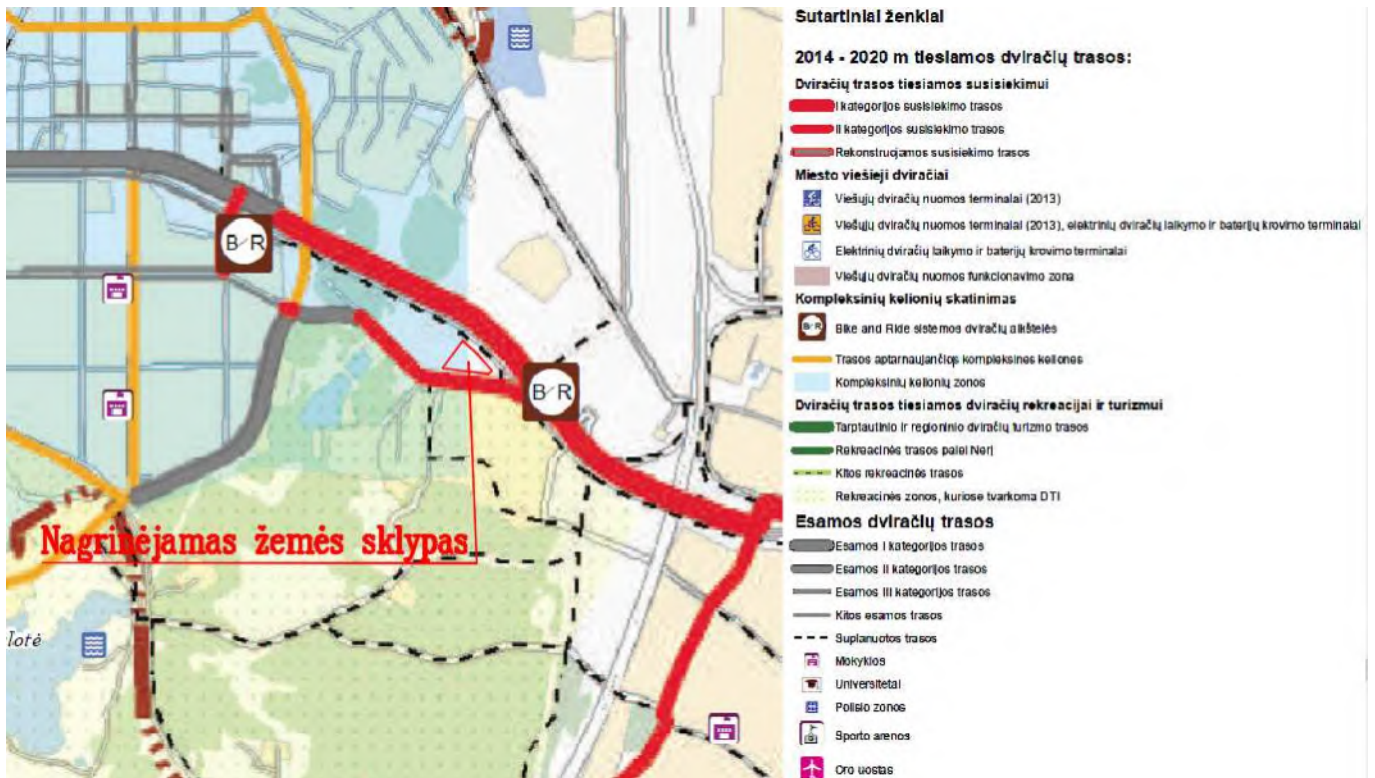 B/R
B/R
Nagrinėjamas žemės sklypas
lotė
Sutartiniai ženklai
2014 - 2020 m tiesiamos dviračių trasos:
Dviračių trasos tiesiamos susisiekimui
I kategorijos susisiekimo trasos
II kategorijos susisiekimo trasos
Rekonstruojamos susisiekimo trasos
Miesto viešieji dviračiai
Viešųjų dviračių nuomos terminalai (2013)
Viešųjų dviračių nuomos terminalai (2013), elektrinių dviračių laikymo ir baterijų krovimo terminalai
Elektrinių dviračių laikymo ir baterijų krovimo terminalai
Viešųjų dviračių nuomos funkcionavimo zona
Kompleksinių kelionių skatinimas
B/R Bike and Ride sistemos dviračių aikštelės
Trasos aptarnaujančios kompleksines keliones
Kompleksinių kelionių zonos
Dviračių trasos tiesiamos dviračių rekreacijai ir turizmui
Tarptautinio ir regioninio dviračių turizmo trasos
Rekreacinės trasos palei Nerį
Kitos rekreacinės trasos
Rekreacinės zonos, kuriose tvarkoma DTI
Esamos dviračių trasos
Esamos I kategorijos trasos
Esamos II kategorijos trasos
Esamos III kategorijos trasos
Kitos esamos trasos
Suplanuotos trasos
Mokyklos
Universitetai
Poilsio zonos
Sporto arenos
Oro uostas